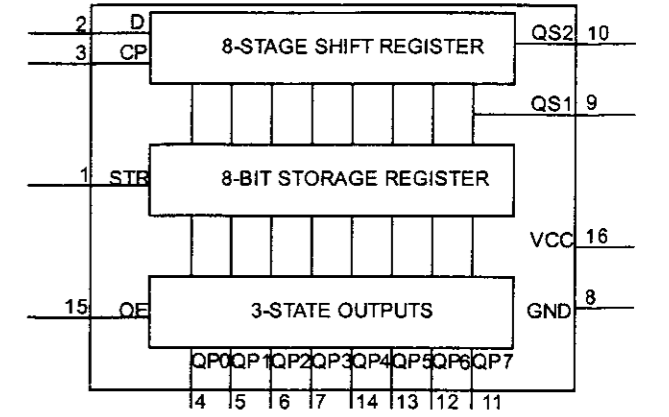 2 D 8-STAGE SHIFT REGISTER QS2 10
3 CP
QS1 9
1 STR 8-BIT STORAGE REGISTER
VCC 16
15 OE 3-STATE OUTPUTS GND 8
QP0 QP1 QP2 QP3 QP4 QP5 QP6 QP7
4 5 6 7 14 13 12 11